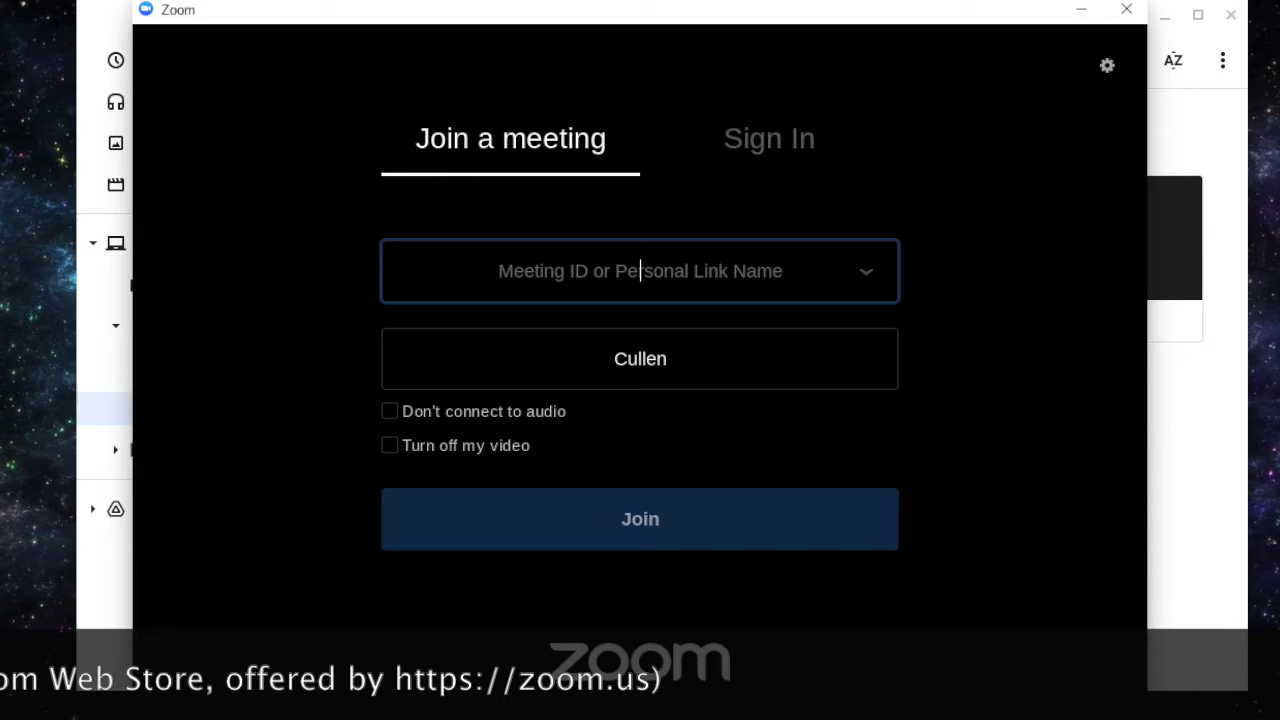 Zoom
AZ
Join a meeting
Sign In
Meeting ID or Personal Link Name
Cullen
Don't connect to audio
Turn off my video
Join
zoom
om Web Store, offered by https://zoom.us)